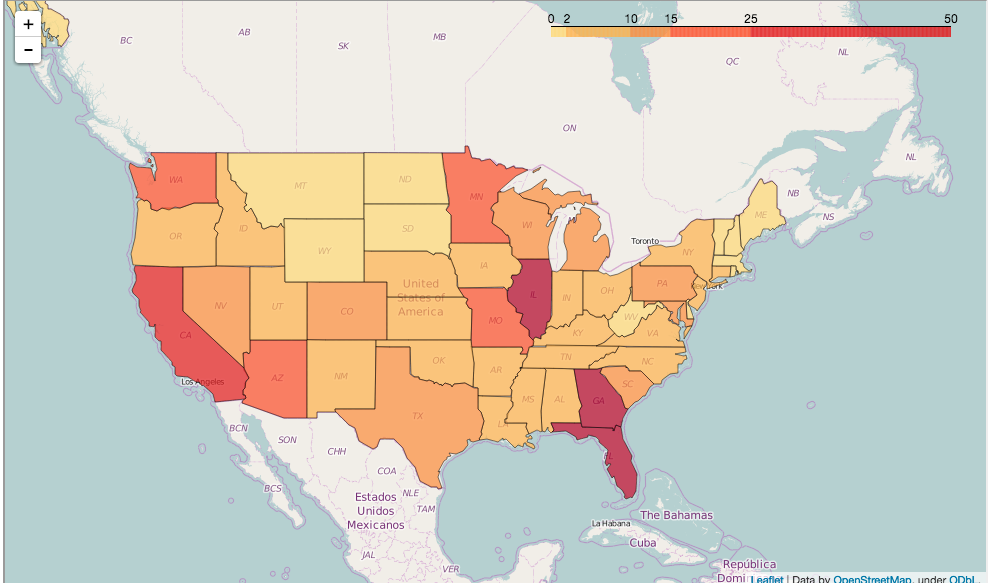 +
−
0 2 10 15 25 50
BC
AB
SK
MB
ON
QC
NL
NL
NB
NS
Toronto
WA
MT
ND
MN
OR
ID
WY
SD
WI
ME
NY
IA
NV
UT
CO
United
States of
America
IL
IN
OH
PA
CA
MO
KY
WV
VA
Los Angeles
AZ
NM
OK
AR
TN
NC
SC
TX
MS
AL
GA
FL
BCN
SON
CHH
COA
BCS
NLE
Estados
Unidos
Mexicanos
TAM
JAL
VER
La Habana
The Bahamas
Cuba
República
Leaflet | Data by OpenStreetMap, under ODbL.